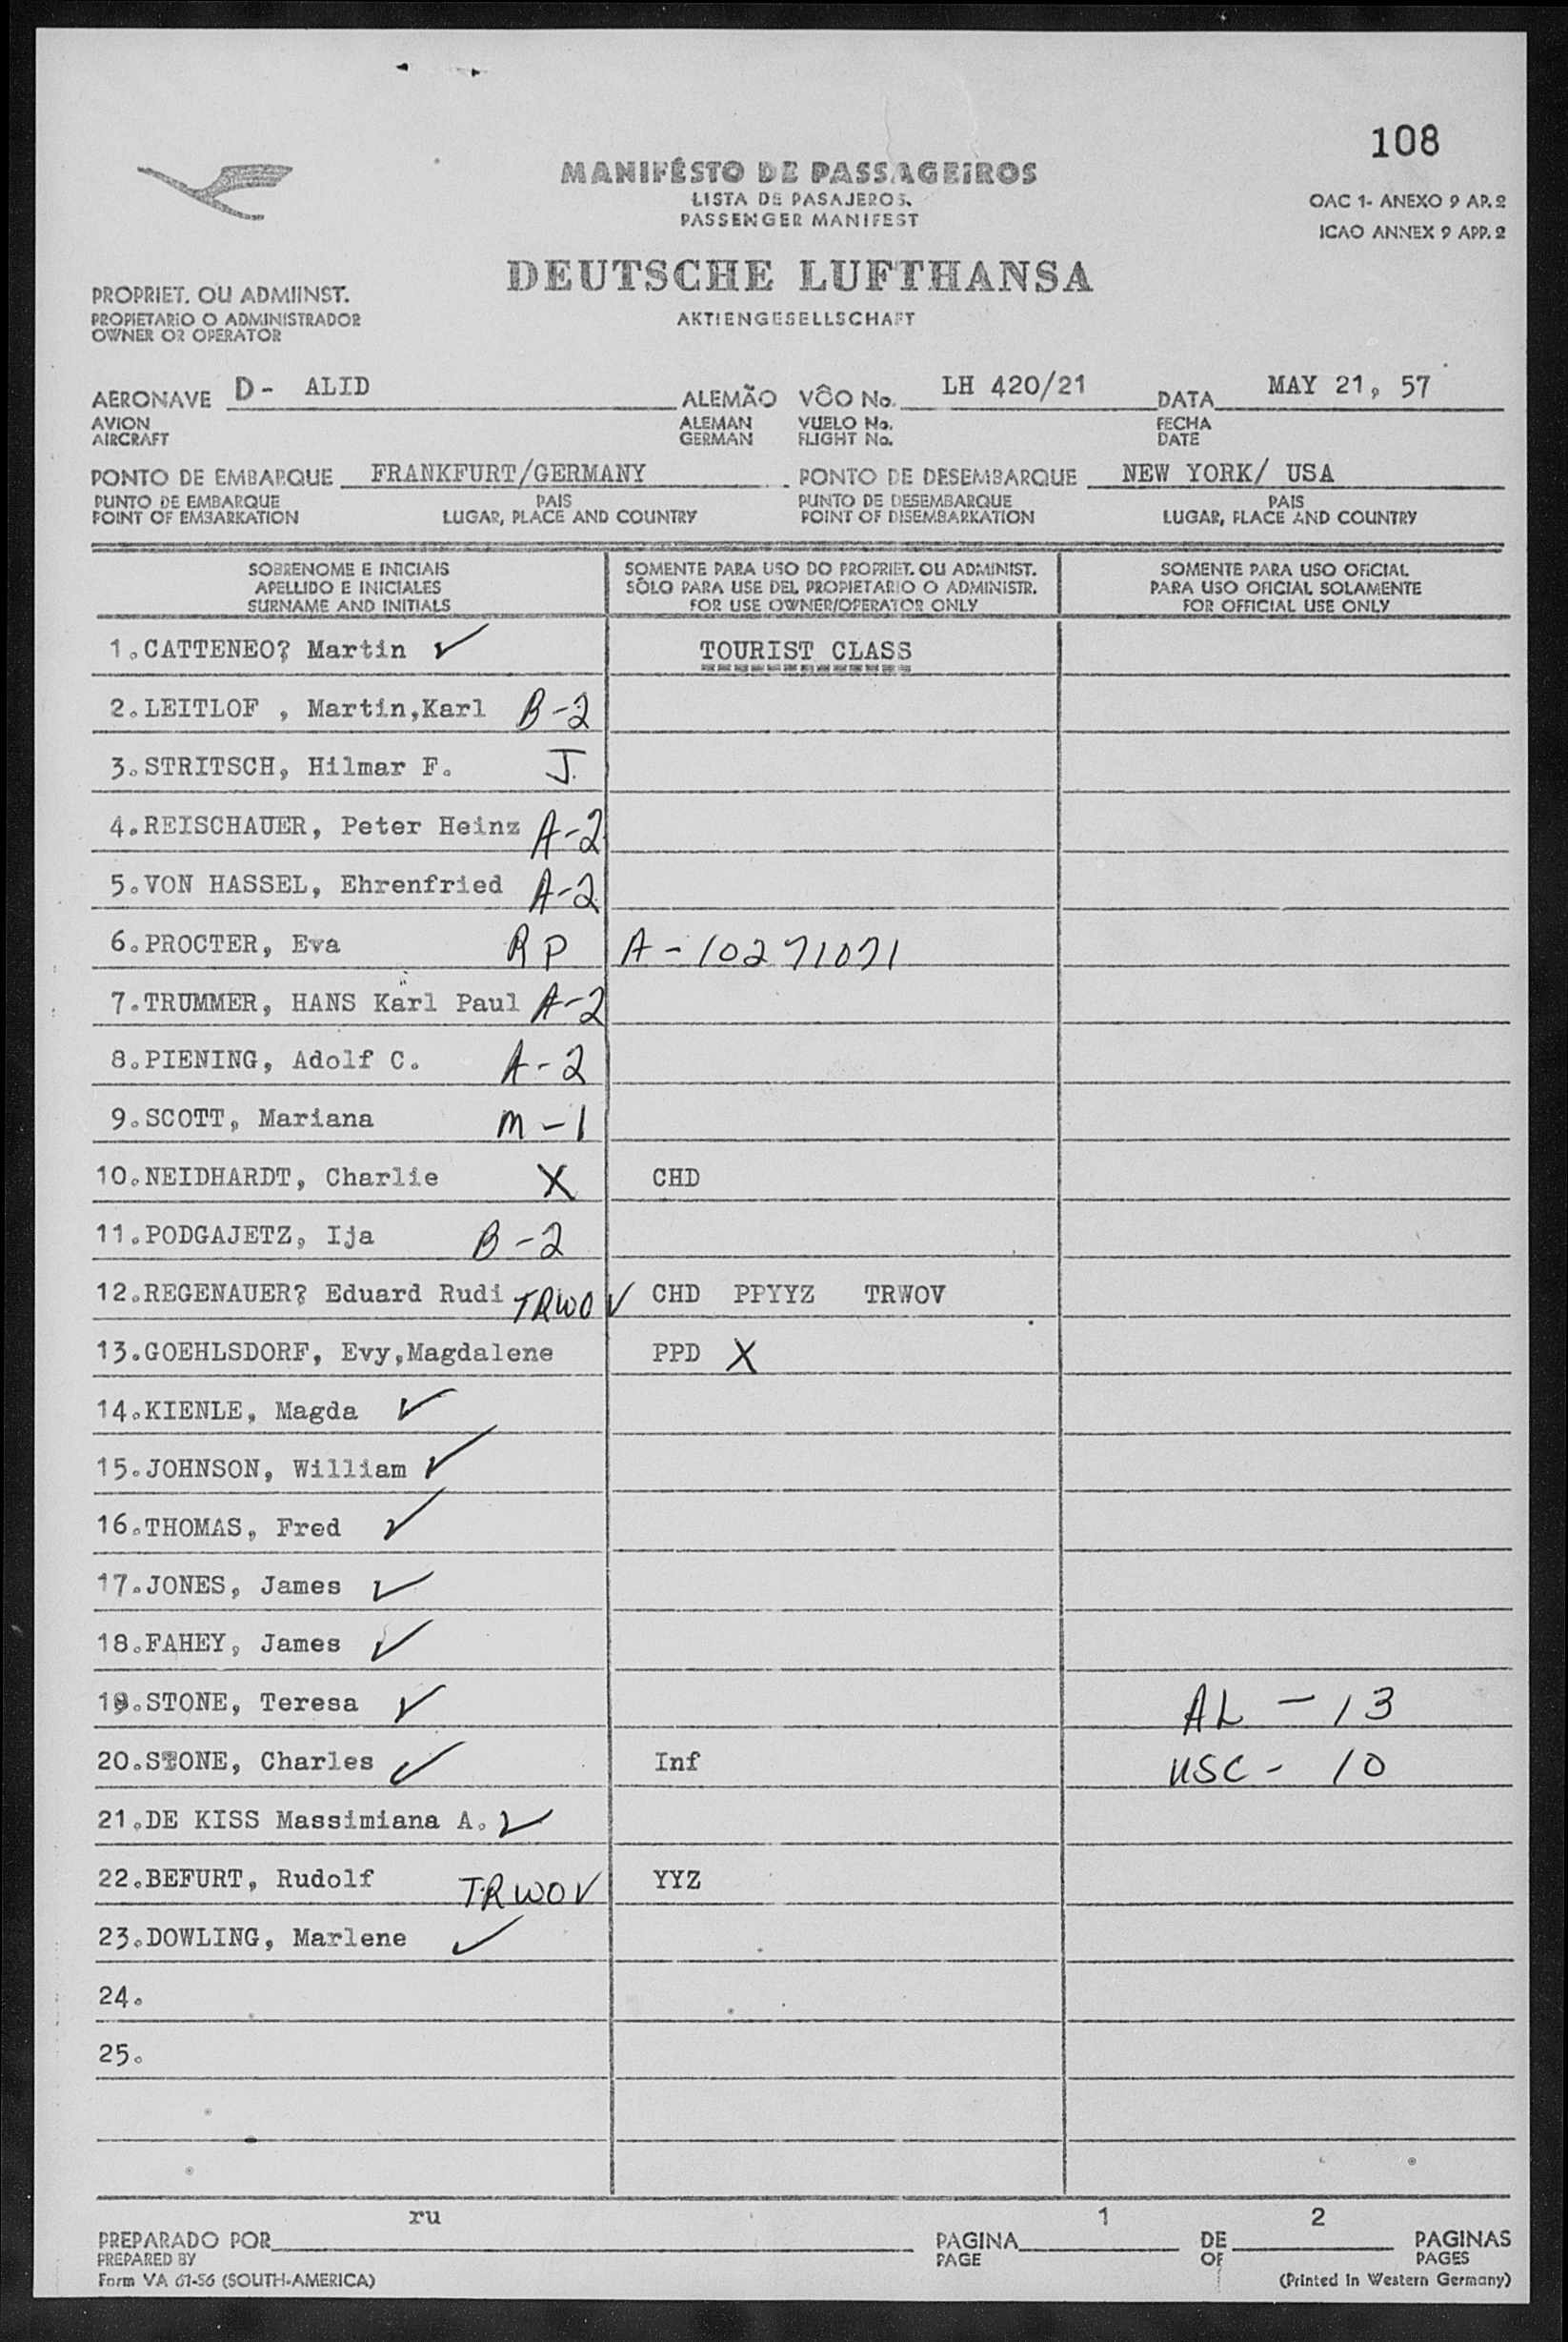 108
MANIFÉSTO DE PASSAGEIROS
LISTA DE PASAJEROS.
PASSENGER MANIFEST
OAC 1- ANEXO 9 AP. 2
ICAO ANNEX 9 APP. 2
DEUTSCHE LUFTHANSA
AKTIENGESELLSCHAFT
PROPRIET. OU ADMIINST.
PROPIETARIO O ADMINISTRADOR
OWNER OR OPERATOR
AERONAVE D- ALID ALEMÃO VÔO No. LH 420/21 DATA MAY 21, 57
AVION ALEMAN VUELO No. FECHA
AIRCRAFT GERMAN FLIGHT No. DATE
PONTO DE EMBARQUE FRANKFURT/GERMANY PONTO DE DESEMBARQUE NEW YORK/ USA
PUNTO DE EMBARQUE PAIS PUNTO DE DESEMBARQUE PAIS
POINT OF EMBARKATION LUGAR, PLACE AND COUNTRY POINT OF DISEMBARKATION LUGAR, PLACE AND COUNTRY
SOBRENOME E INICIAIS SOMENTE PARA USO DO PROPRIET. OU ADMINIST. SOMENTE PARA USO OFICIAL
APELLIDO E INICIALES SÓLO PARA USE DEL PROPIETARIO O ADMINISTR. PARA USO OFICIAL SOLAMENTE
SURNAME AND INITIALS FOR USE OWNER/OPERATOR ONLY FOR OFFICIAL USE ONLY
1.CATTENEO? Martin ✓ TOURIST CLASS
2.LEITLOF , Martin,Karl B-2
3.STRITSCH, Hilmar F. J.
4.REISCHAUER, Peter Heinz A-2
5.VON HASSEL, Ehrenfried A-2
6.PROCTER, Eva RP A-10271071
7.TRUMMER, HANS Karl Paul A-2
8.PIENING, Adolf C. A-2
9.SCOTT, Mariana M-1
10.NEIDHARDT, Charlie X CHD
11.PODGAJETZ, Ija B-2
12.REGENAUER? Eduard Rudi TRWOV CHD PPYYZ TRWOV
13.GOEHLSDORF, Evy,Magdalene PPD X
14.KIENLE, Magda ✓
15.JOHNSON, William ✓
16.THOMAS, Fred ✓
17.JONES, James ✓
18.FAHEY, James ✓
19.STONE, Teresa ✓ AL - 13
20.STONE, Charles ✓ Inf USC - 10
21.DE KISS Massimiana A. ✓
22.BEFURT, Rudolf TRWOV YYZ
23.DOWLING, Marlene ✓
24.
25.
PREPARADO POR ru PAGINA 1 DE 2 PAGINAS
PREPARED BY PAGE OF PAGES
Form VA 61-56 (SOUTH-AMERICA) (Printed in Western Germany)